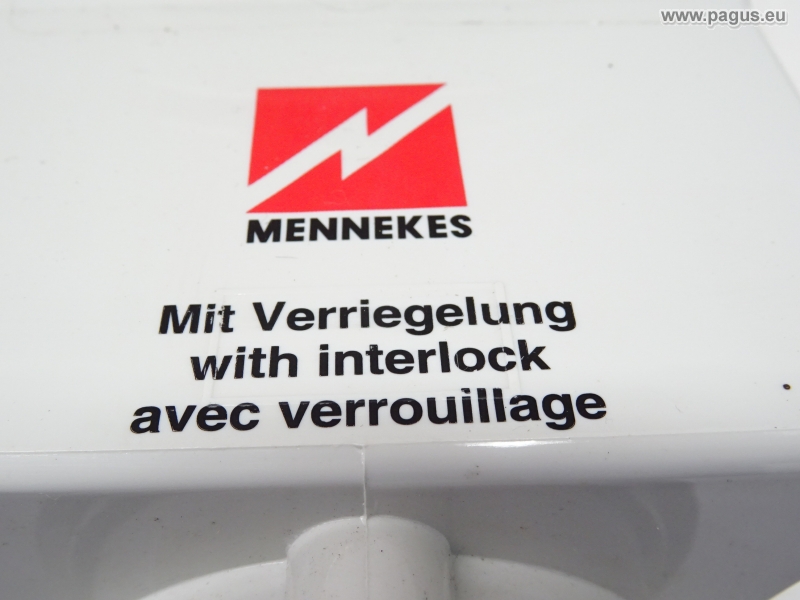 www.pagus.eu
MENNEKES
Mit Verriegelung
with interlock
avec verrouillage